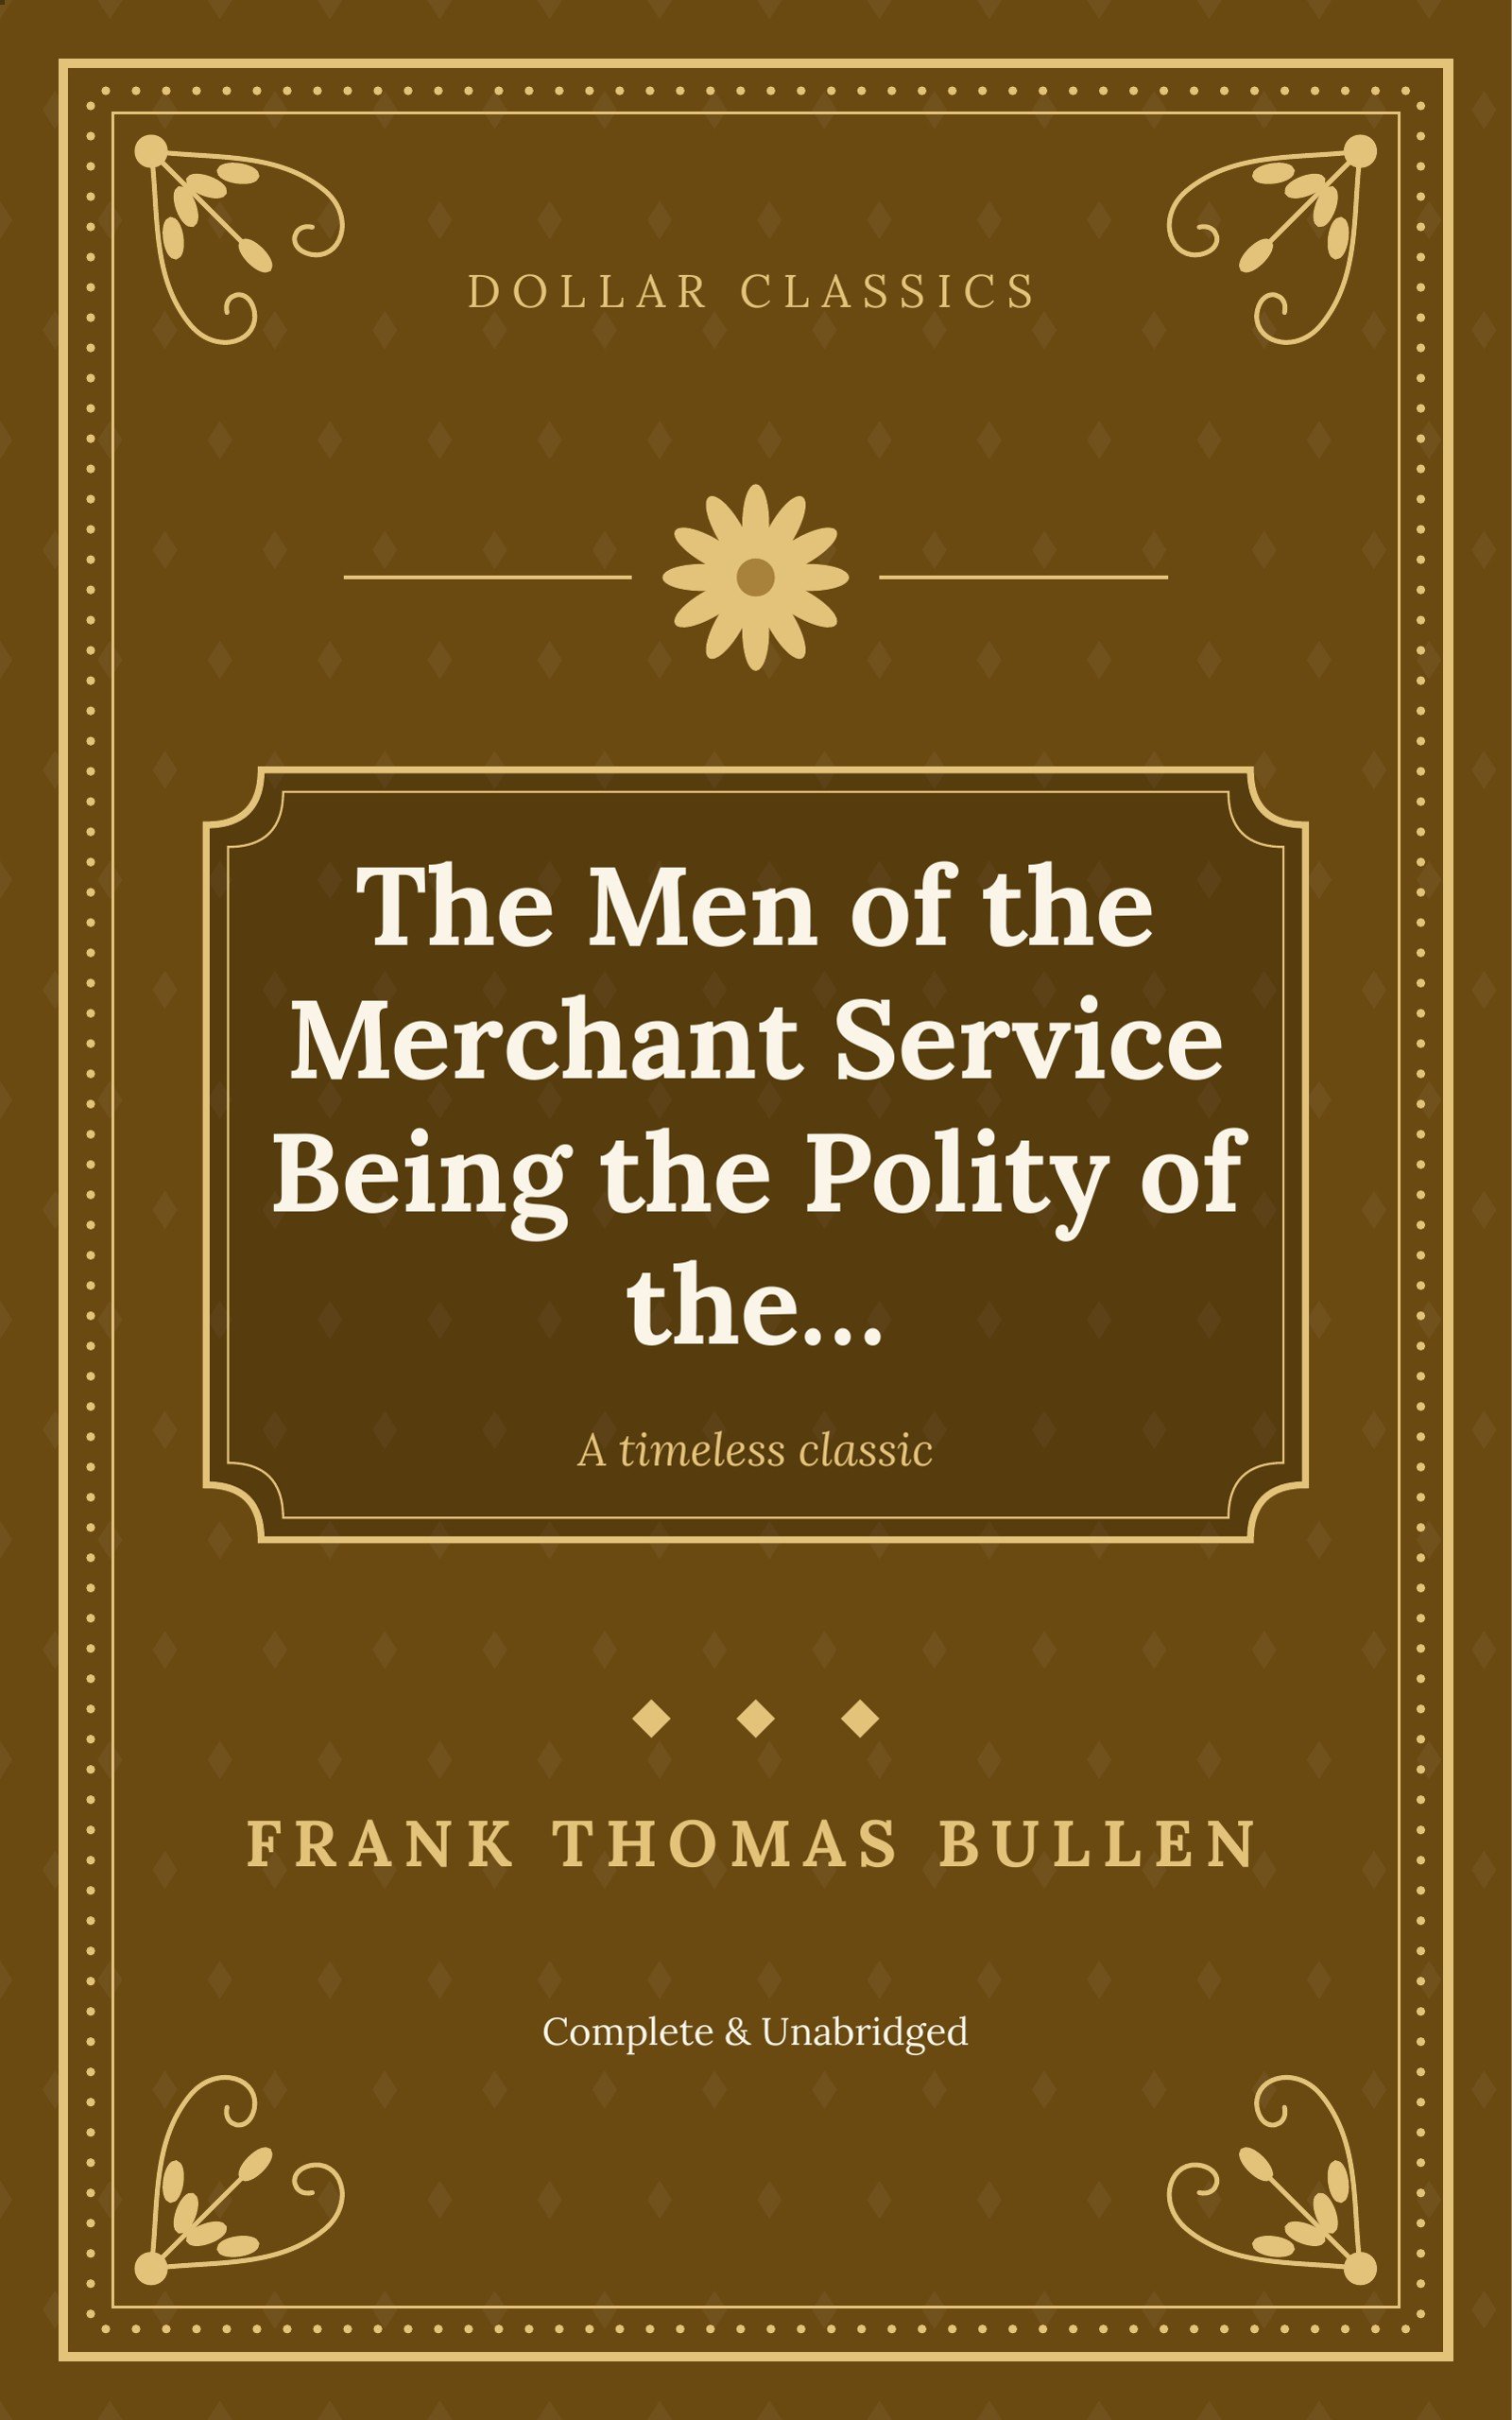 DOLLAR CLASSICS
The Men of the
Merchant Service
Being the Polity of
the...
A timeless classic
FRANK THOMAS BULLEN
Complete & Unabridged